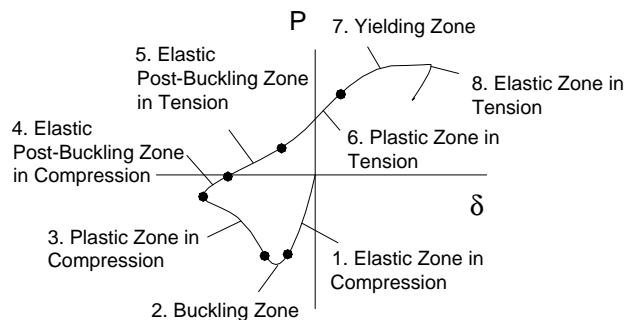 P
7. Yielding Zone
5. Elastic
Post-Buckling Zone
in Tension
8. Elastic Zone in
Tension
4. Elastic
Post-Buckling Zone
in Compression
6. Plastic Zone in
Tension
δ
3. Plastic Zone in
Compression
1. Elastic Zone in
Compression
2. Buckling Zone